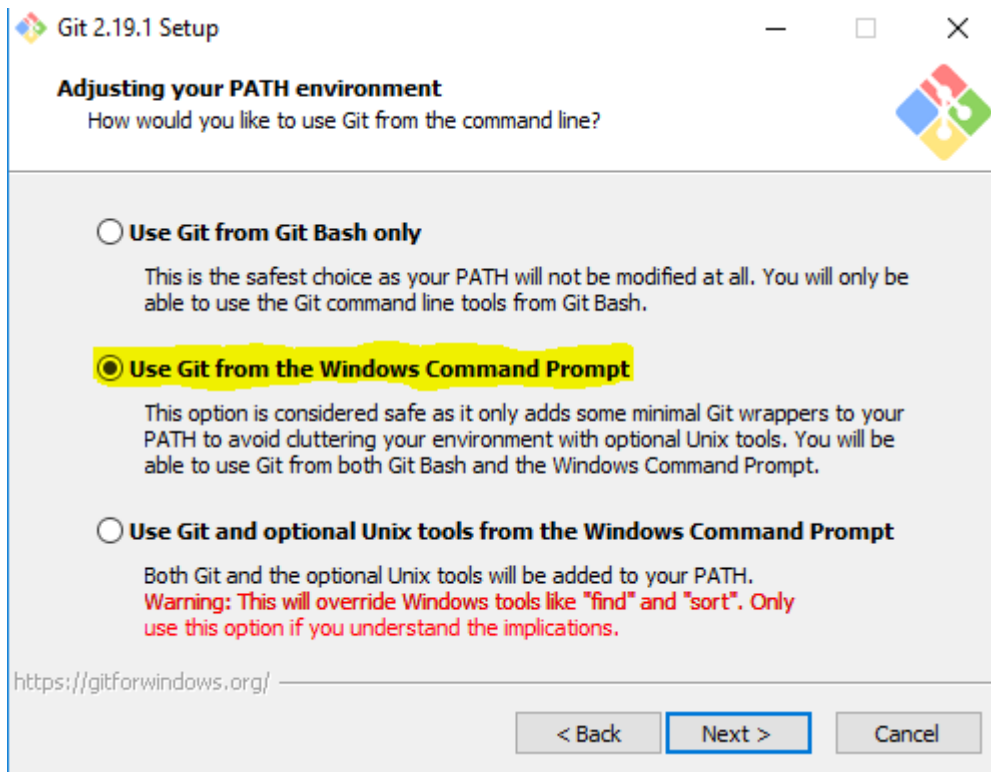 Git 2.19.1 Setup
Adjusting your PATH environment
How would you like to use Git from the command line?
Use Git from Git Bash only
This is the safest choice as your PATH will not be modified at all. You will only be
able to use the Git command line tools from Git Bash.
Use Git from the Windows Command Prompt
This option is considered safe as it only adds some minimal Git wrappers to your
PATH to avoid cluttering your environment with optional Unix tools. You will be
able to use Git from both Git Bash and the Windows Command Prompt.
Use Git and optional Unix tools from the Windows Command Prompt
Both Git and the optional Unix tools will be added to your PATH.
Warning: This will override Windows tools like "find" and "sort". Only
use this option if you understand the implications.
https://gitforwindows.org/
< Back Next > Cancel